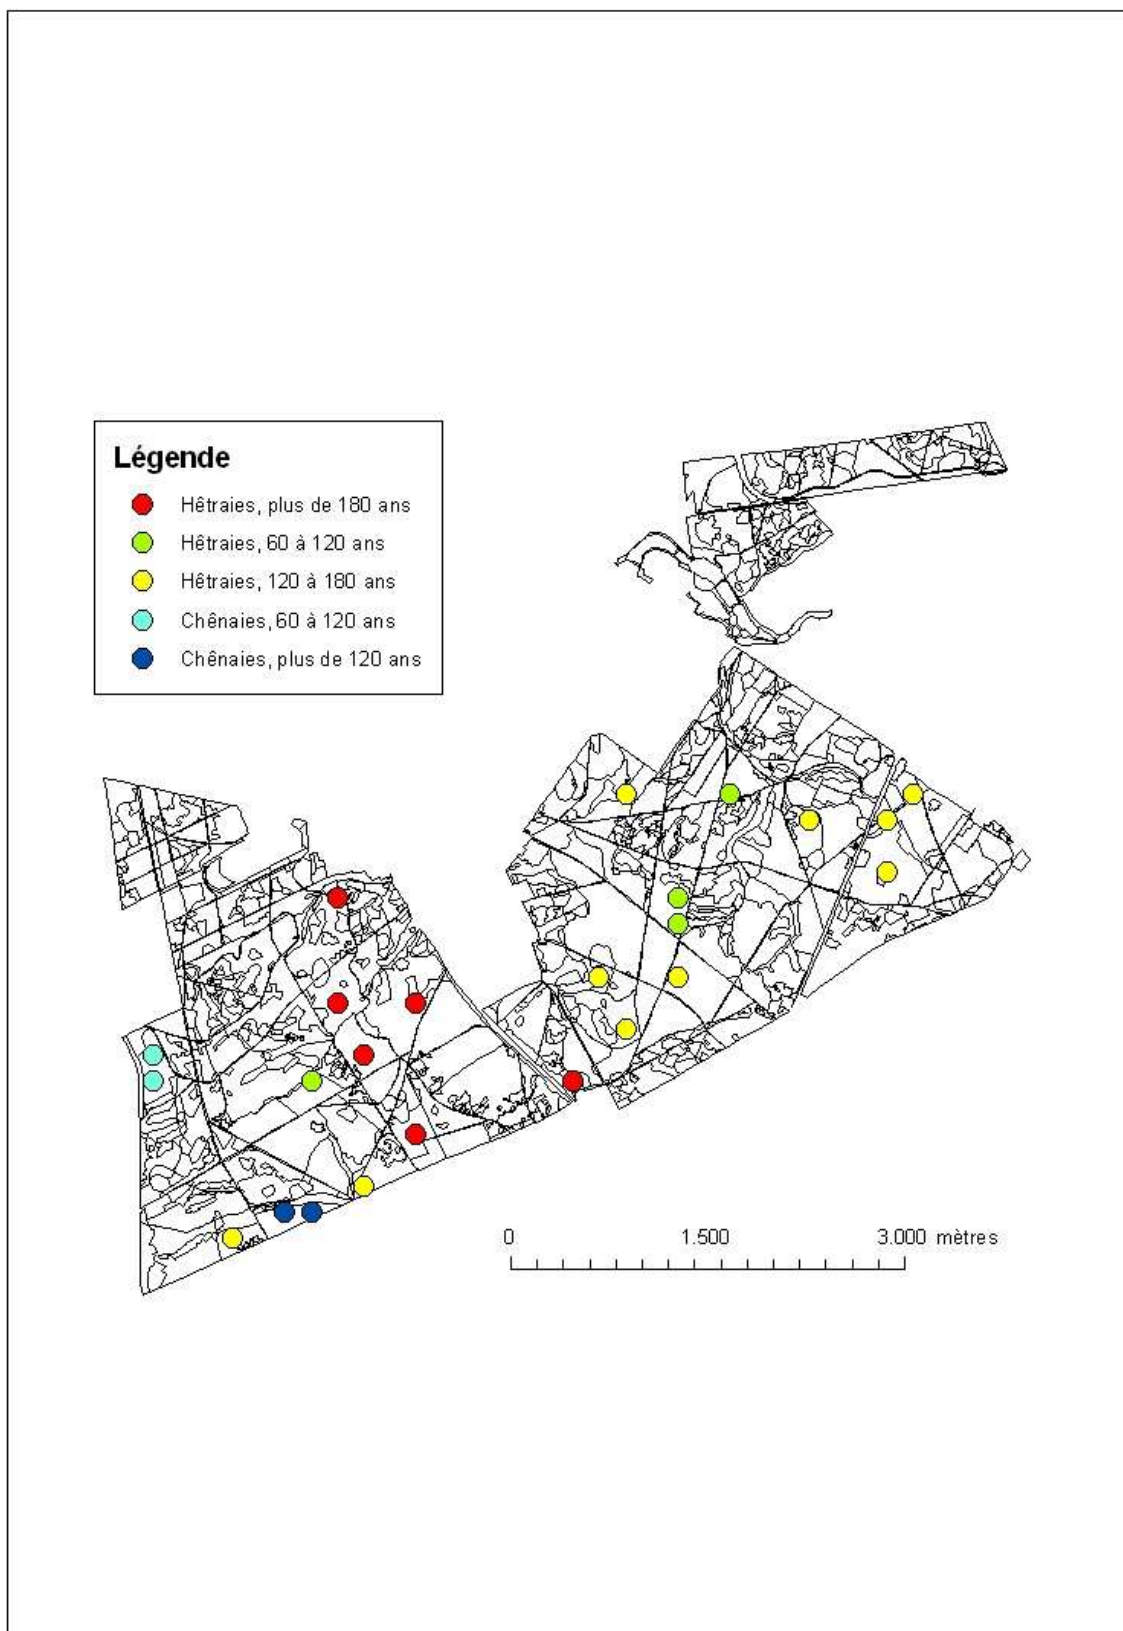 Légende
Hêtraies, plus de 180 ans
Hêtraies, 60 à 120 ans
Hêtraies, 120 à 180 ans
Chênaies, 60 à 120 ans
Chênaies, plus de 120 ans
0 1.500 3.000 mètres